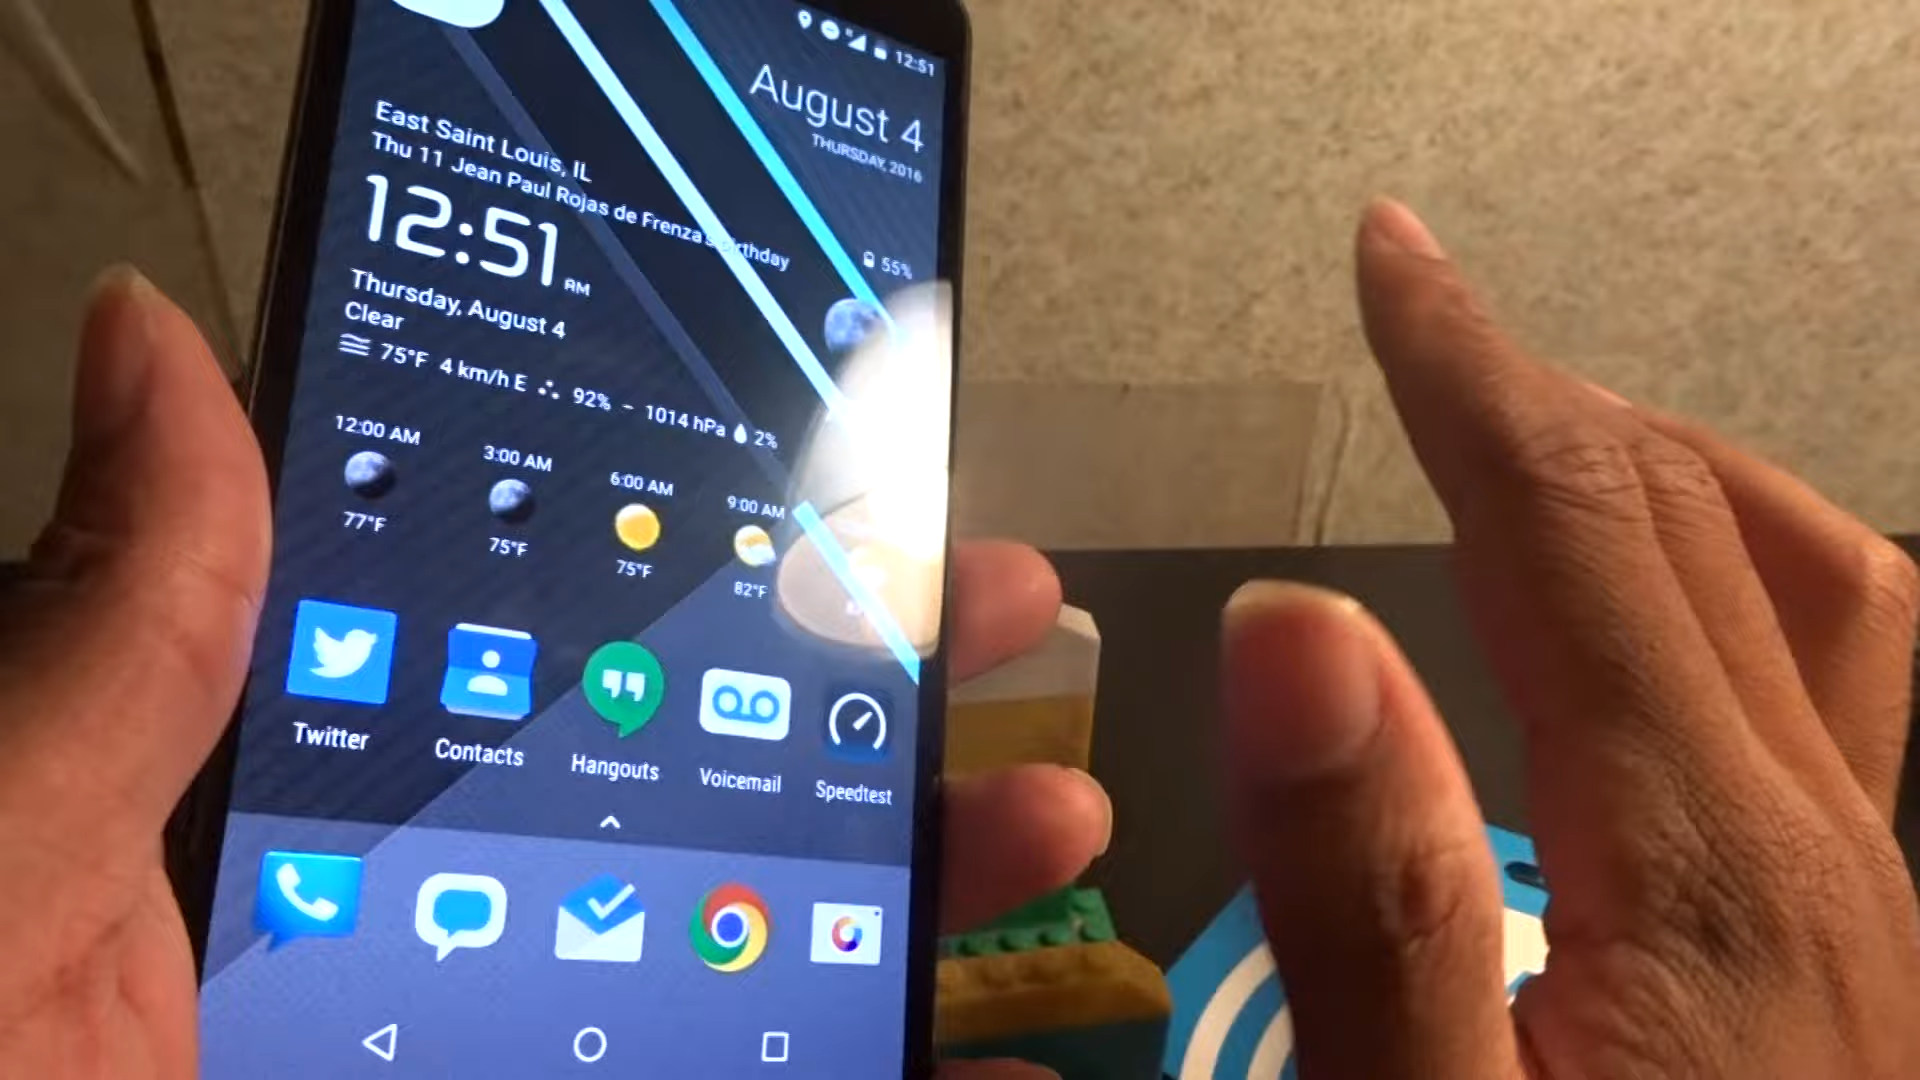 12:51
August 4
THURSDAY, 2016
East Saint Louis, IL
Thu 11 Jean Paul Rojas de Frenza's birthday
12:51 AM
55%
Thursday, August 4
Clear
75°F 4 km/h E 92% - 1014 hPa 2%
12:00 AM 3:00 AM 6:00 AM 9:00 AM
77°F 75°F 75°F 82°F
Twitter Contacts Hangouts Voicemail Speedtest